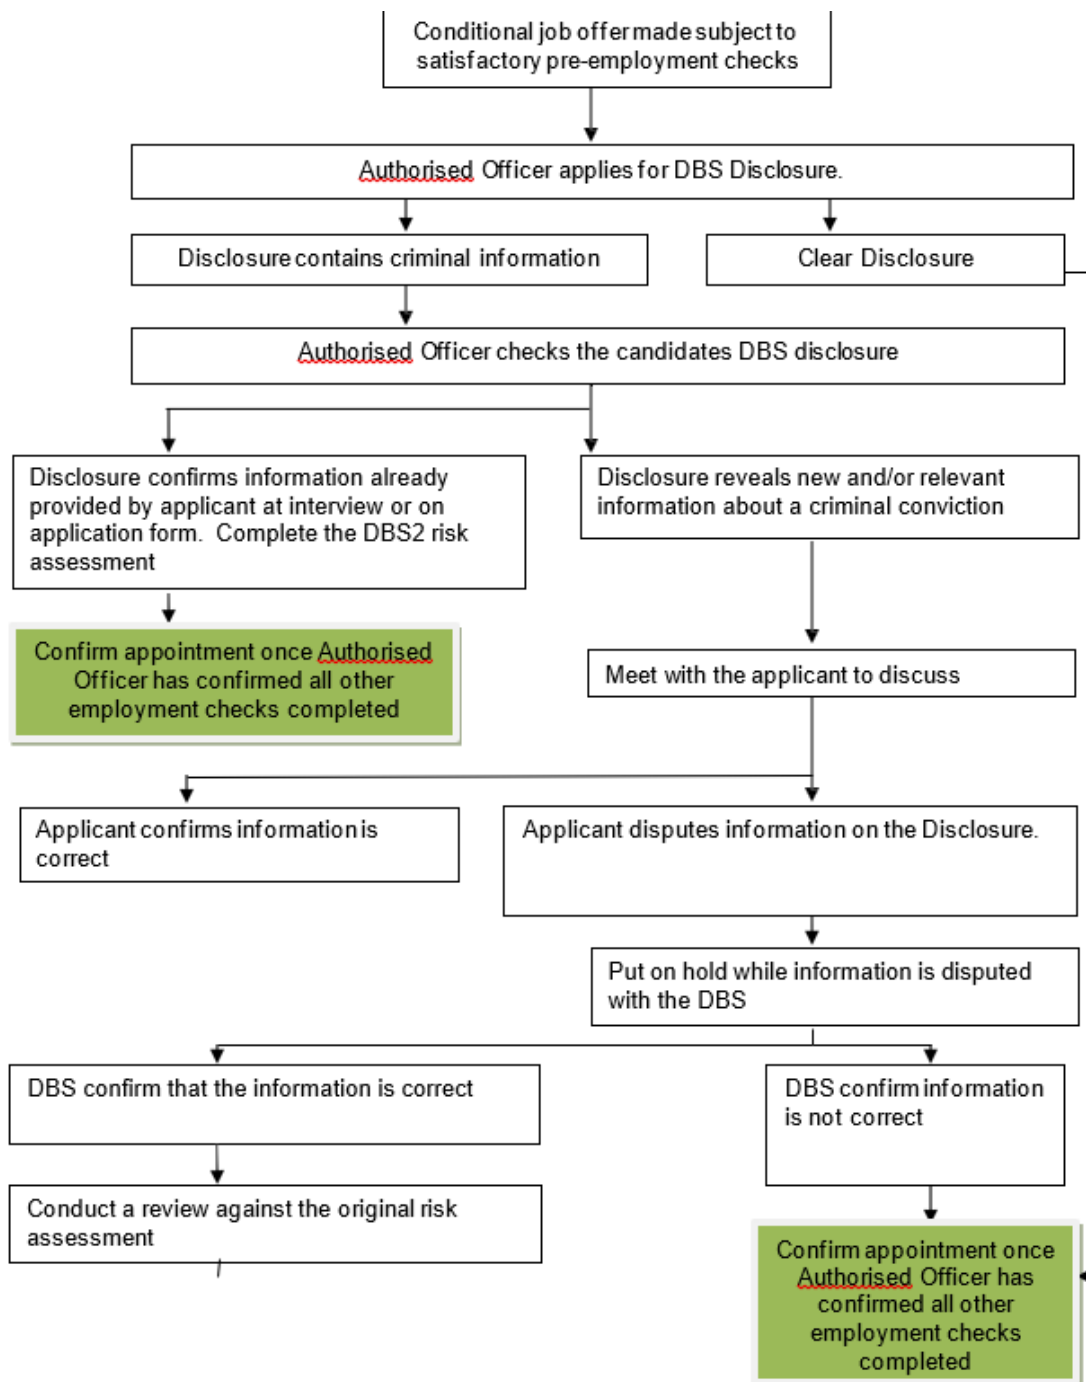 Conditional job offer made subject to
satisfactory pre-employment checks
Authorised Officer applies for DBS Disclosure.
Disclosure contains criminal information
Clear Disclosure
Authorised Officer checks the candidates DBS disclosure
Disclosure confirms information already
provided by applicant at interview or on
application form. Complete the DBS2 risk
assessment
Disclosure reveals new and/or relevant
information about a criminal conviction
Confirm appointment once Authorised
Officer has confirmed all other
employment checks completed
Meet with the applicant to discuss
Applicant confirms information is
correct
Applicant disputes information on the Disclosure.
Put on hold while information is disputed
with the DBS
DBS confirm that the information is correct
DBS confirm information
is not correct
Conduct a review against the original risk
assessment
Confirm appointment once
Authorised Officer has
confirmed all other
employment checks
completed